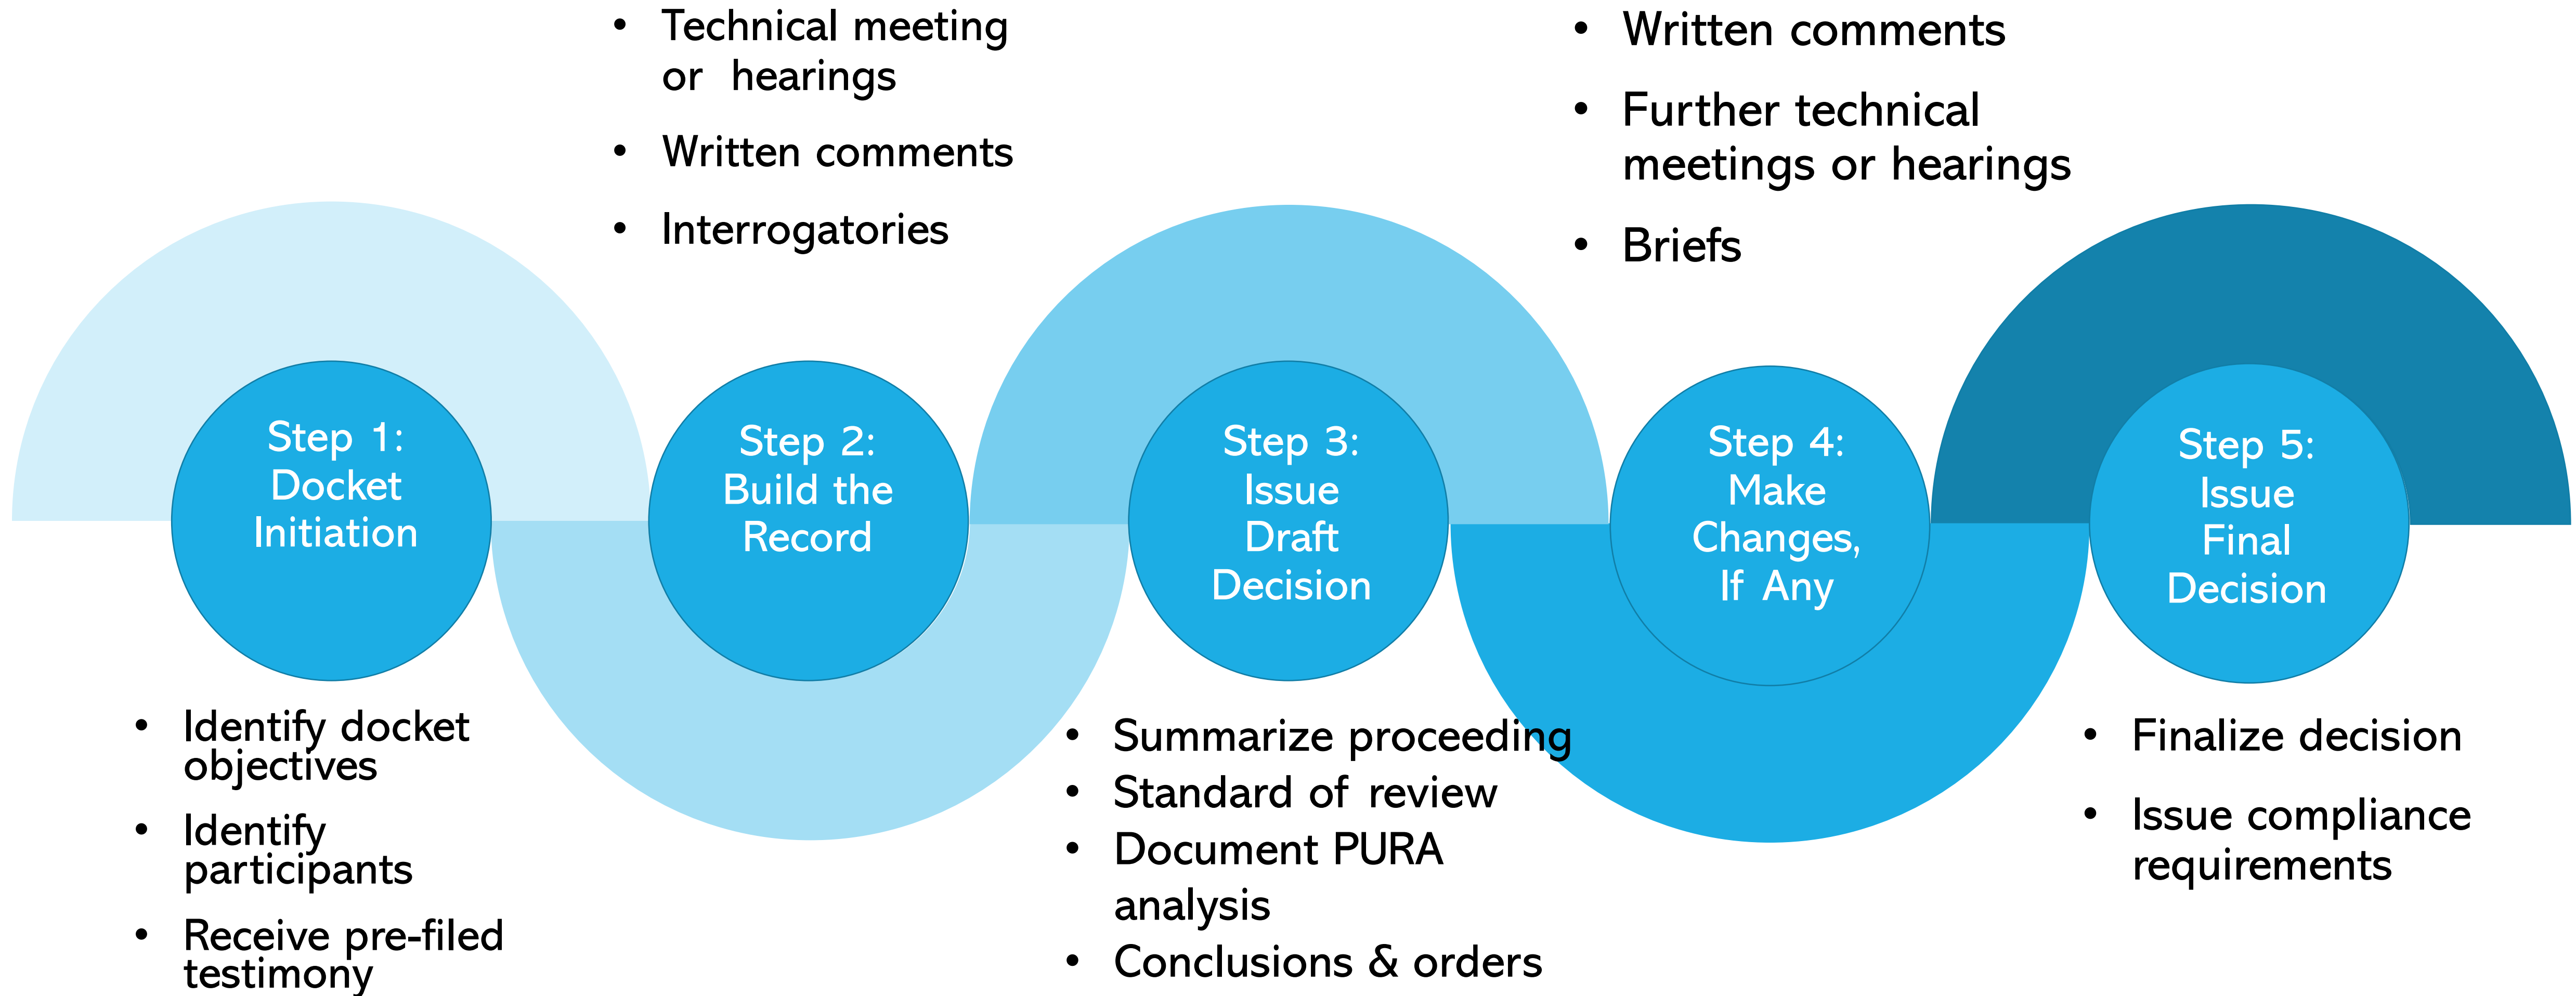 Step 1:
Docket
Initiation
• Identify docket
objectives
• Identify
participants
• Receive pre-filed
testimony
• Technical meeting
or hearings
• Written comments
• Interrogatories
Step 2:
Build the
Record
Step 3:
Issue
Draft
Decision
• Summarize proceeding
• Standard of review
• Document PURA
analysis
• Conclusions & orders
• Written comments
• Further technical
meetings or hearings
• Briefs
Step 4:
Make
Changes,
If Any
Step 5:
Issue
Final
Decision
• Finalize decision
• Issue compliance
requirements